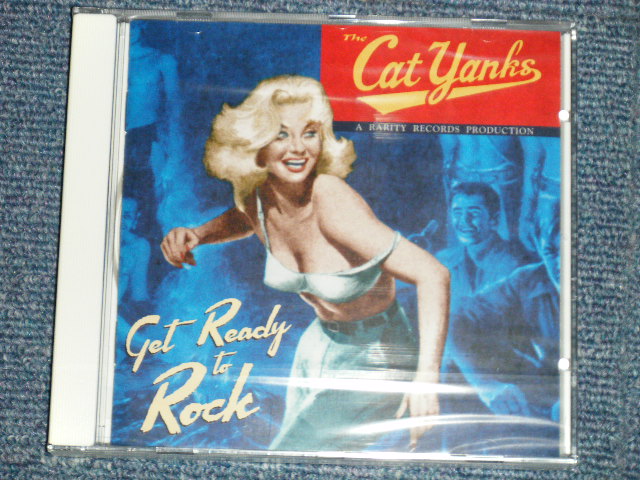 The
Cat Yanks
A RARITY RECORDS PRODUCTION
Get Ready
to
Rock